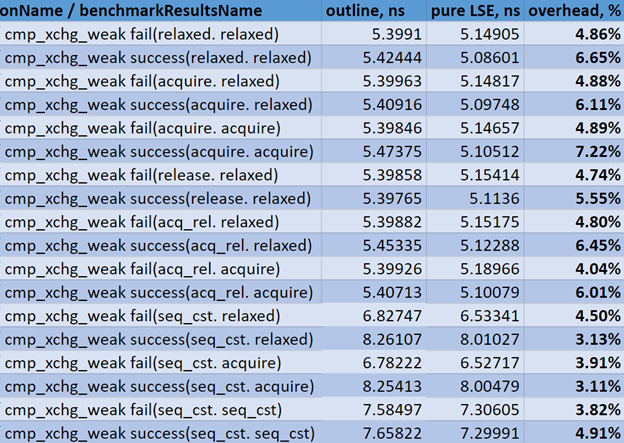 onName / benchmarkResultsName outline, ns pure LSE, ns overhead, %
cmp_xchg_weak fail(relaxed. relaxed) 5.3991 5.14905 4.86%
cmp_xchg_weak success(relaxed. relaxed) 5.42444 5.08601 6.65%
cmp_xchg_weak fail(acquire. relaxed) 5.39963 5.14817 4.88%
cmp_xchg_weak success(acquire. relaxed) 5.40916 5.09748 6.11%
cmp_xchg_weak fail(acquire. acquire) 5.39846 5.14657 4.89%
cmp_xchg_weak success(acquire. acquire) 5.47375 5.10512 7.22%
cmp_xchg_weak fail(release. relaxed) 5.39858 5.15414 4.74%
cmp_xchg_weak success(release. relaxed) 5.39765 5.1136 5.55%
cmp_xchg_weak fail(acq_rel. relaxed) 5.39882 5.15175 4.80%
cmp_xchg_weak success(acq_rel. relaxed) 5.45335 5.12288 6.45%
cmp_xchg_weak fail(acq_rel. acquire) 5.39926 5.18966 4.04%
cmp_xchg_weak success(acq_rel. acquire) 5.40713 5.10079 6.01%
cmp_xchg_weak fail(seq_cst. relaxed) 6.82747 6.53341 4.50%
cmp_xchg_weak success(seq_cst. relaxed) 8.26107 8.01027 3.13%
cmp_xchg_weak fail(seq_cst. acquire) 6.78222 6.52717 3.91%
cmp_xchg_weak success(seq_cst. acquire) 8.25413 8.00479 3.11%
cmp_xchg_weak fail(seq_cst. seq_cst) 7.58497 7.30605 3.82%
cmp_xchg_weak success(seq_cst. seq_cst) 7.65822 7.29991 4.91%